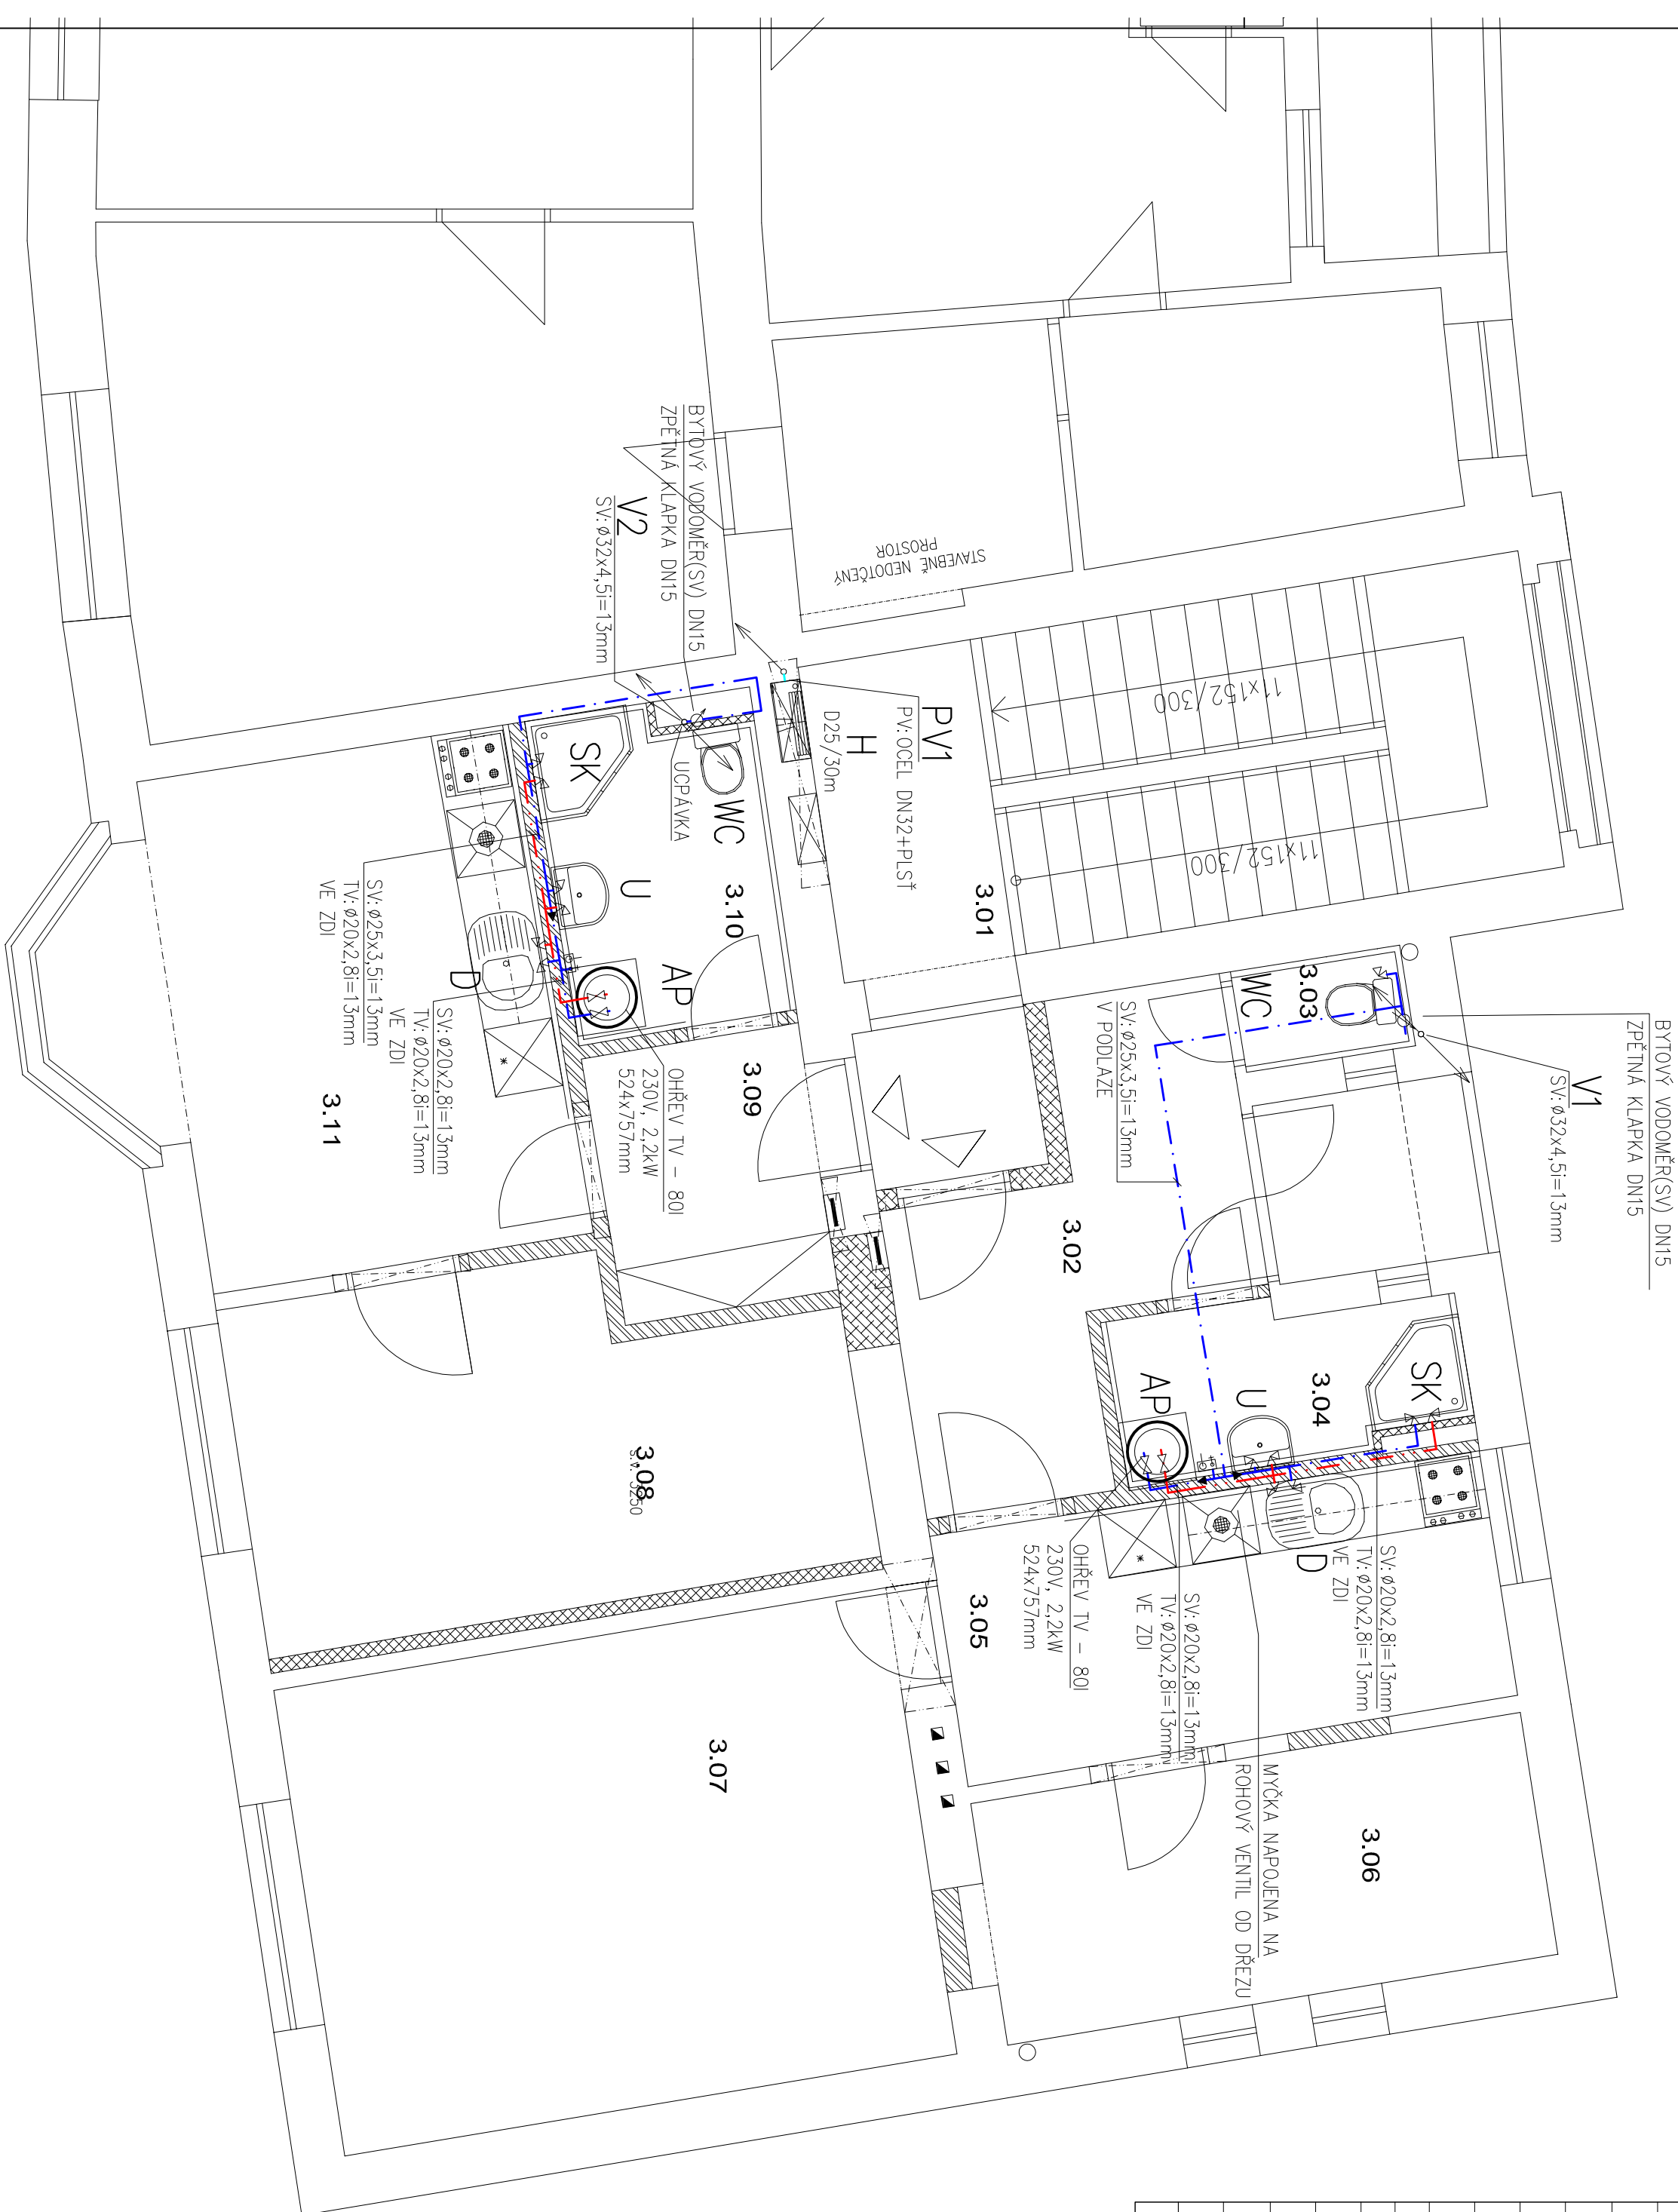 BYTOVÝ VODOMĚR(SV) DN15
ZPĚTNÁ KLAPKA DN15
V1
SV:Ø32x4,5i=13mm
3.03
WC
SV:Ø25x3,5i=13mm
V PODLAZE
11x152/300
11x152/300
3.01
STAVEBNĚ NEDOTČENÝ
PROSTOR
PV1
PV:OCEL DN32+PLSŤ
H
D25/30m
BYTOVÝ VODOMĚR(SV) DN15
ZPĚTNÁ KLAPKA DN15
V2
SV:Ø32x4,5i=13mm
UCPÁVKA
WC
3.10
SK
U
AP
D
SV:Ø25x3,5i=13mm
TV:Ø20x2,8i=13mm
VE ZDI
SV:Ø20x2,8i=13mm
TV:Ø20x2,8i=13mm
VE ZDI
3.11
3.09
OHŘEV TV - 80l
230V, 2,2kW
524x757mm
3.02
SK
3.04
U
AP
D
SV:Ø20x2,8i=13mm
TV:Ø20x2,8i=13mm
VE ZDI
SV:Ø20x2,8i=13mm
TV:Ø20x2,8i=13mm
VE ZDI
OHŘEV TV - 80l
230V, 2,2kW
524x757mm
3.05
MYČKA NAPOJENA NA
ROHOVÝ VENTIL OD DŘEZU
3.06
3.08
3.07